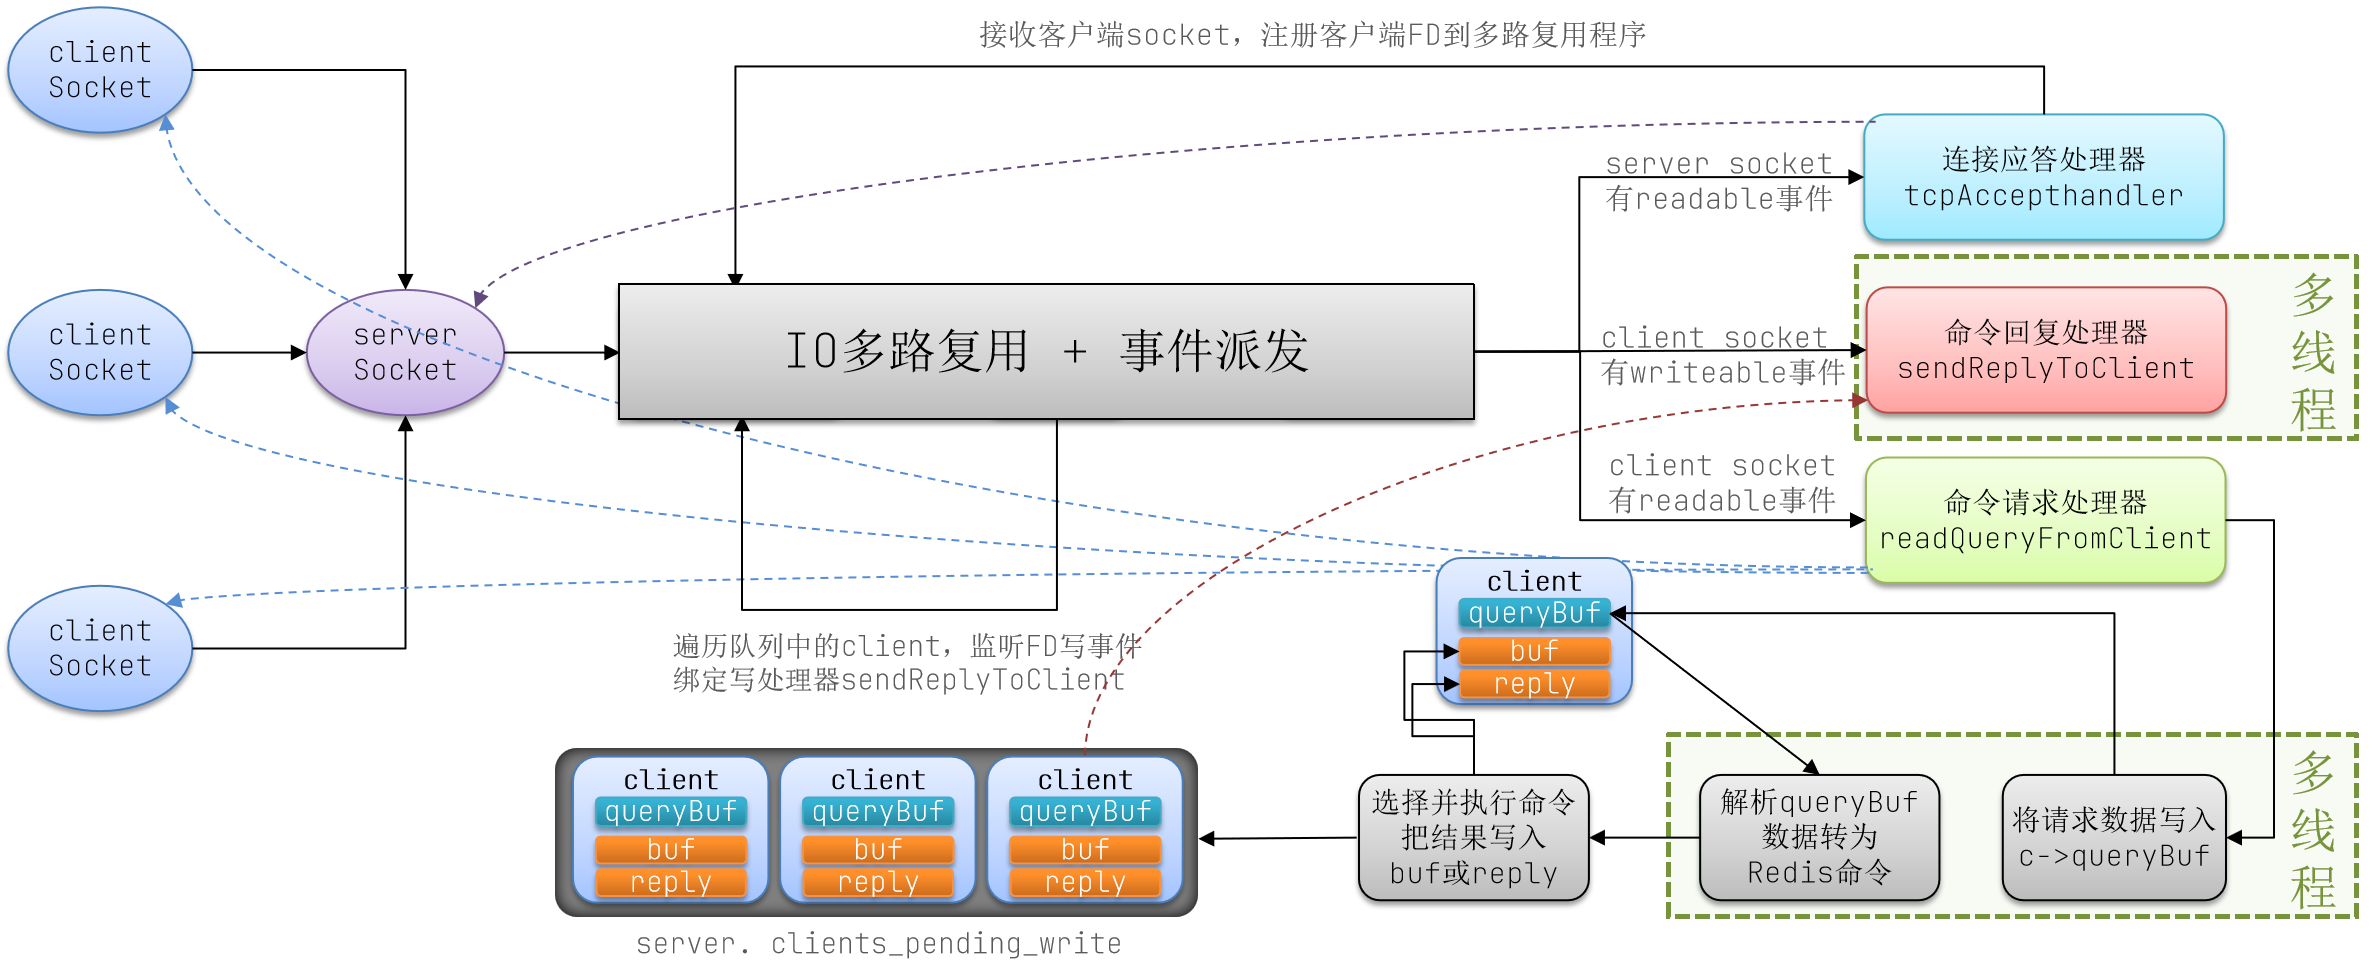 接收客户端socket，注册客户端FD到多路复用程序
client
Socket
server socket
有readable事件
连接应答处理器
tcpAccepthandler
client
Socket
server
Socket
IO多路复用 + 事件派发
client socket
有writeable事件
命令回复处理器
sendReplyToClient
多
线
程
client socket
有readable事件
命令请求处理器
readQueryFromClient
client
Socket
遍历队列中的client，监听FD写事件
绑定写处理器sendReplyToClient
client
queryBuf
buf
reply
client
queryBuf
buf
reply
client
queryBuf
buf
reply
client
queryBuf
buf
reply
server. clients_pending_write
选择并执行命令
把结果写入
buf或reply
解析queryBuf
数据转为
Redis命令
将请求数据写入
c->queryBuf
多
线
程